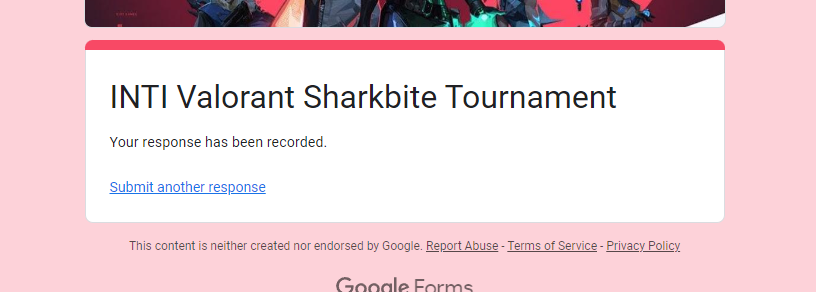 INTI Valorant Sharkbite Tournament
Your response has been recorded.
Submit another response
This content is neither created nor endorsed by Google. Report Abuse - Terms of Service - Privacy Policy
Google Forms